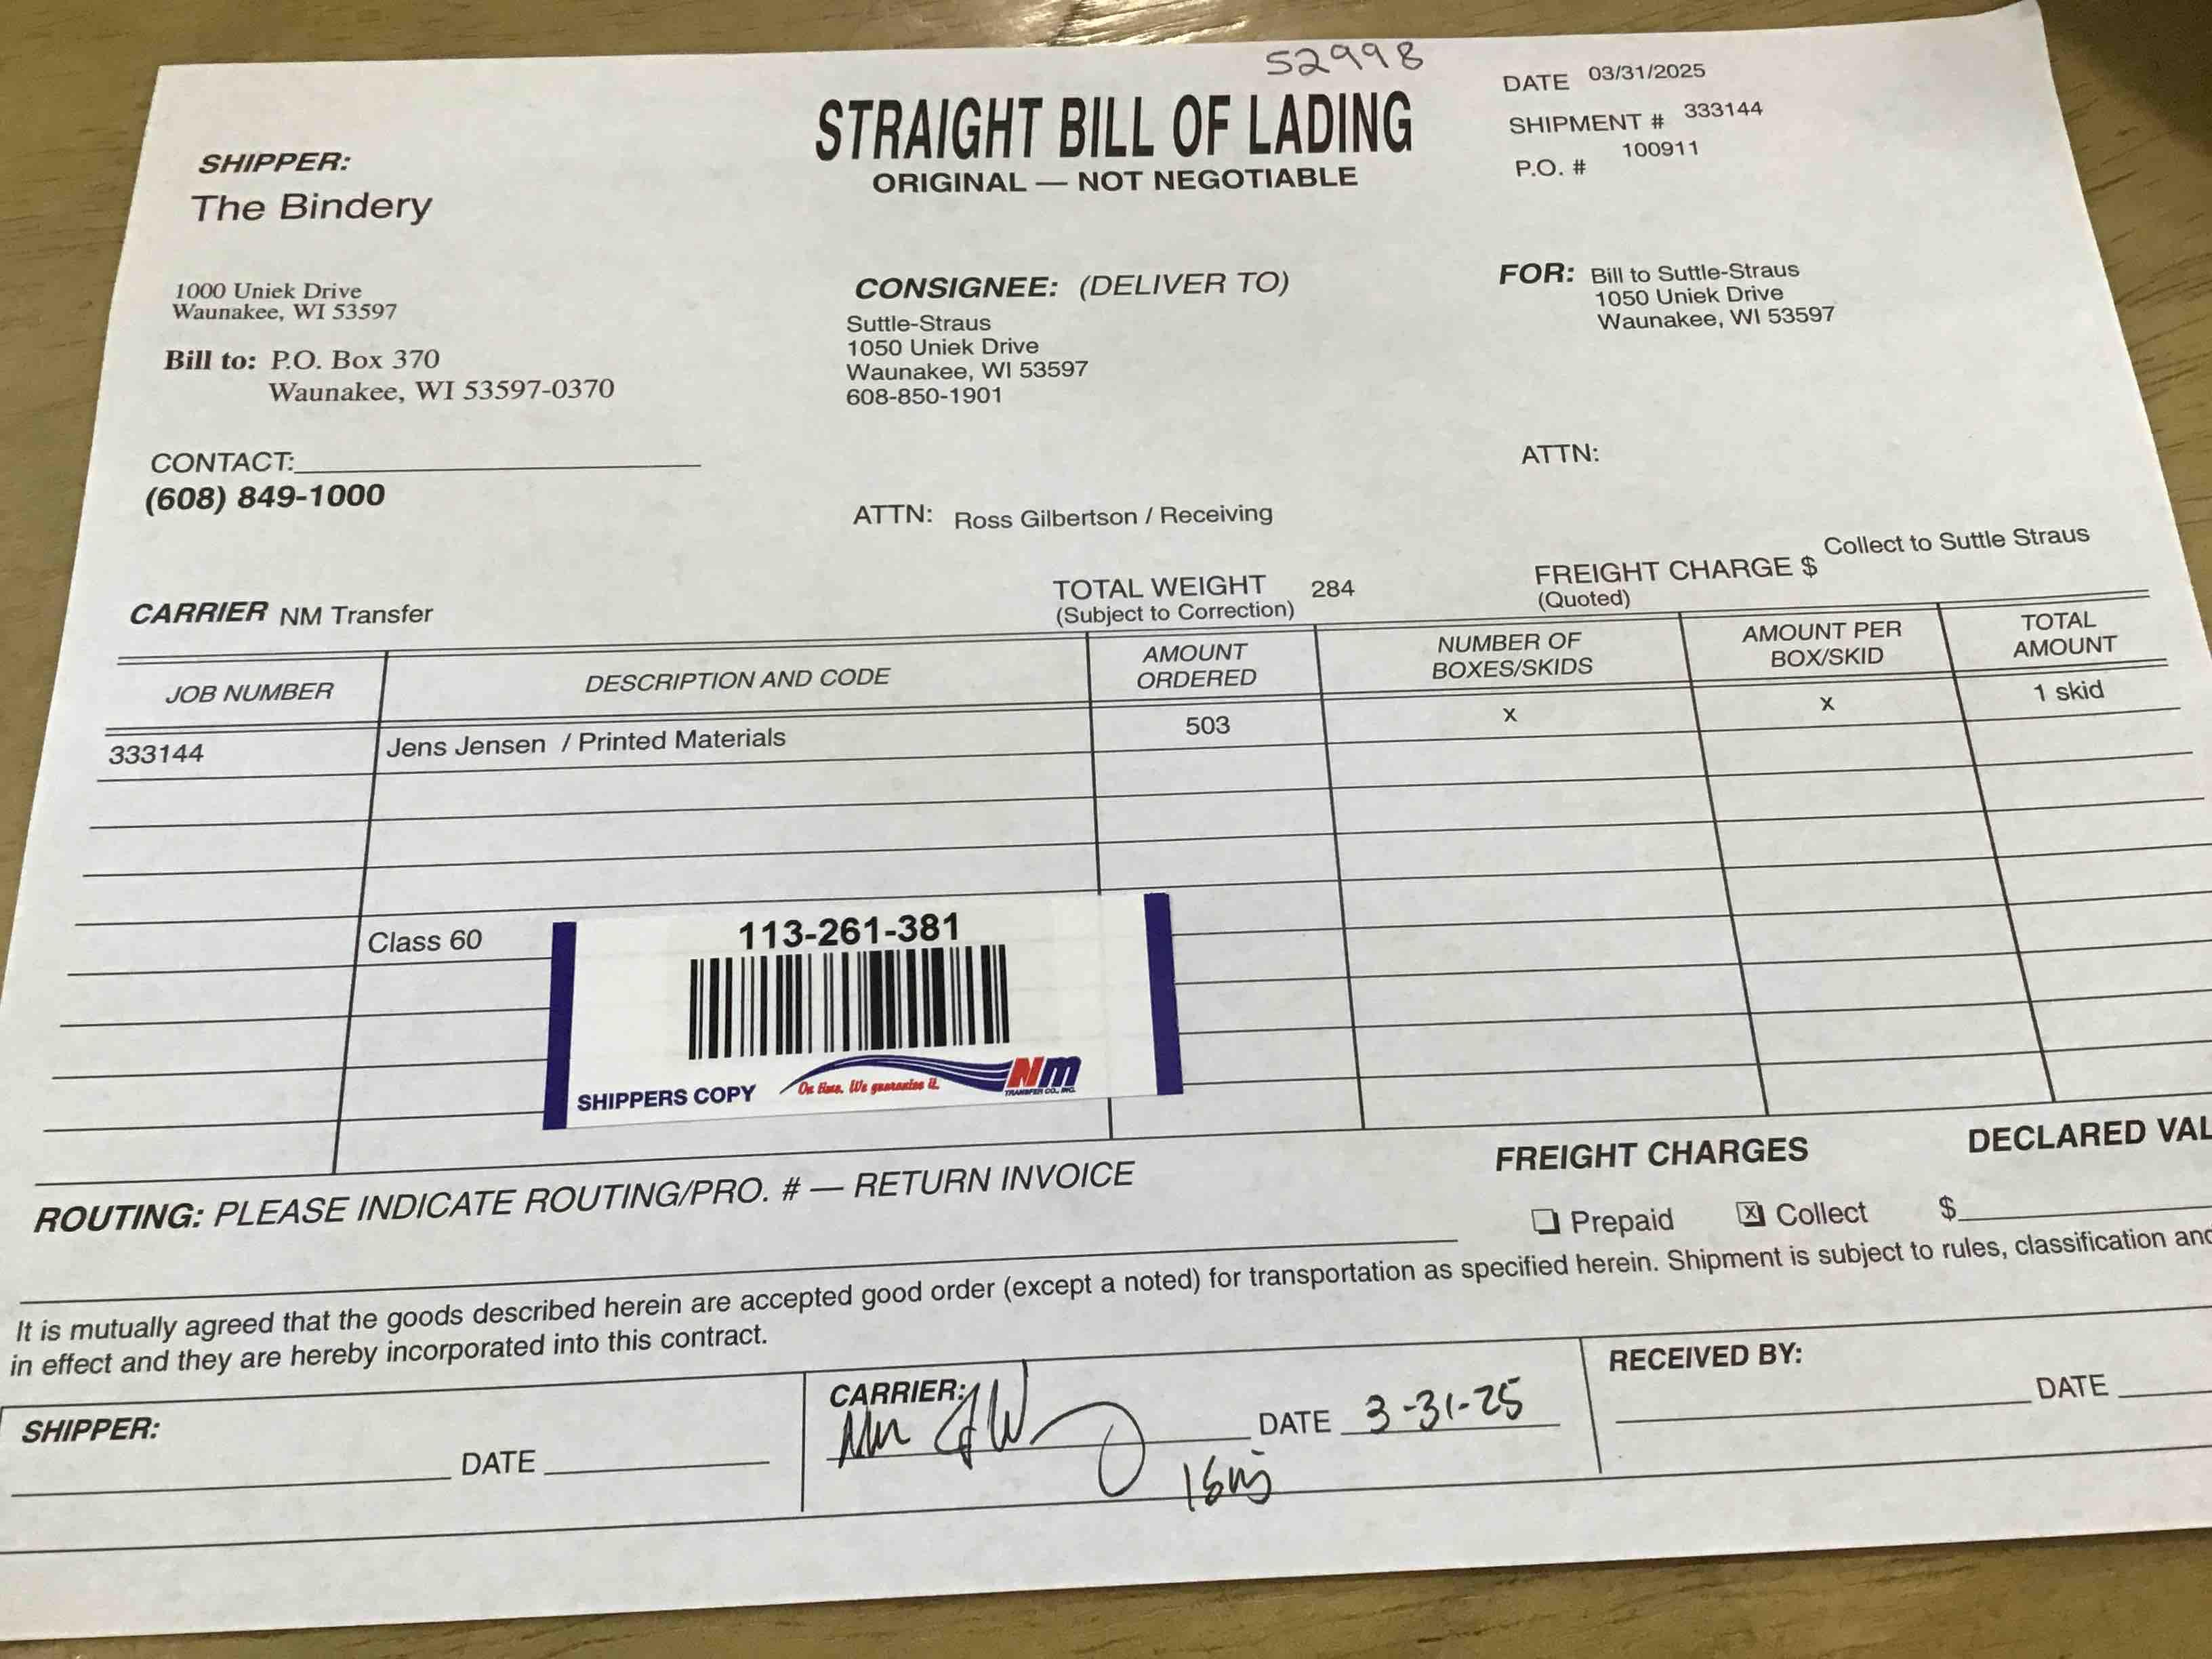 52998
STRAIGHT BILL OF LADING
ORIGINAL — NOT NEGOTIABLE
DATE 03/31/2025
SHIPMENT # 333144
P.O. # 100911
SHIPPER:
The Bindery
1000 Uniek Drive
Waunakee, WI 53597
Bill to: P.O. Box 370
Waunakee, WI 53597-0370
CONTACT:
(608) 849-1000
CONSIGNEE: (DELIVER TO)
Suttle-Straus
1050 Uniek Drive
Waunakee, WI 53597
608-850-1901
ATTN: Ross Gilbertson / Receiving
FOR: Bill to Suttle-Straus
1050 Uniek Drive
Waunakee, WI 53597
ATTN:
CARRIER NM Transfer
TOTAL WEIGHT 284
(Subject to Correction)
FREIGHT CHARGE $ Collect to Suttle Straus
(Quoted)
JOB NUMBER DESCRIPTION AND CODE AMOUNT ORDERED NUMBER OF BOXES/SKIDS AMOUNT PER BOX/SKID TOTAL AMOUNT
333144 Jens Jensen / Printed Materials 503 x x 1 skid
Class 60
113-261-381
SHIPPERS COPY
On time. We guarantee it.
NM
TRANSFER CO., INC.
ROUTING: PLEASE INDICATE ROUTING/PRO. # — RETURN INVOICE
FREIGHT CHARGES
Prepaid x Collect
DECLARED VAL
$
It is mutually agreed that the goods described herein are accepted good order (except a noted) for transportation as specified herein. Shipment is subject to rules, classification and
in effect and they are hereby incorporated into this contract.
SHIPPER:
DATE
CARRIER:
DATE 3-31-25
RECEIVED BY:
DATE